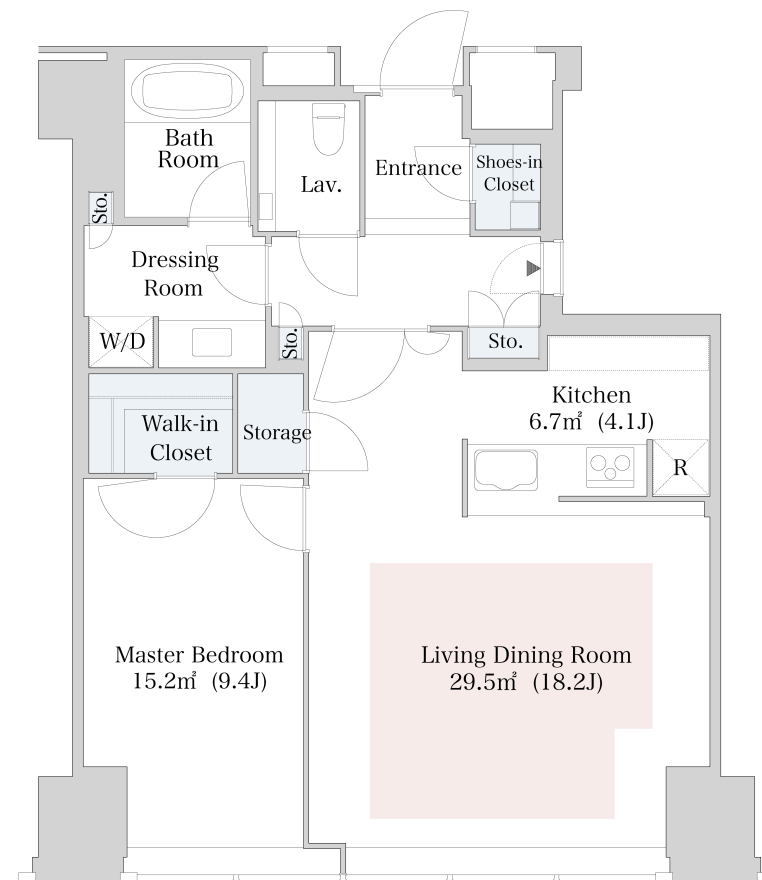 Bath
Room
Lav.
Entrance
Shoes-in
Closet
Sto.
Dressing
Room
W/D
Sto.
Sto.
Kitchen
6.7㎡ (4.1J)
Walk-in
Closet
Storage
R
Master Bedroom
15.2㎡ (9.4J)
Living Dining Room
29.5㎡ (18.2J)